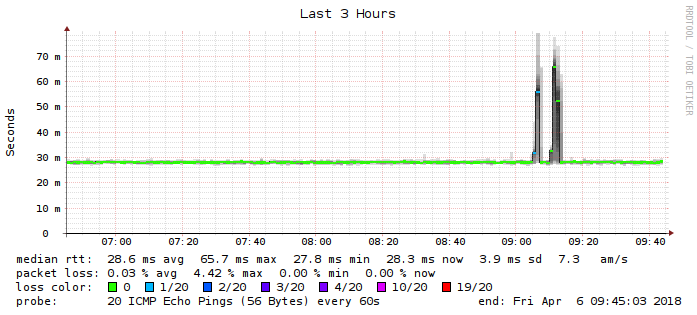 Last 3 Hours
RRDTOOL / TOBI OETIKER
Seconds
70 m
60 m
50 m
40 m
30 m
20 m
10 m
0
07:00 07:20 07:40 08:00 08:20 08:40 09:00 09:20 09:40
median rtt: 28.6 ms avg 65.7 ms max 27.8 ms min 28.3 ms now 3.9 ms sd 7.3 am/s
packet loss: 0.03 % avg 4.42 % max 0.00 % min 0.00 % now
loss color: 0 1/20 2/20 3/20 4/20 10/20 19/20
probe: 20 ICMP Echo Pings (56 Bytes) every 60s end: Fri Apr 6 09:45:03 2018